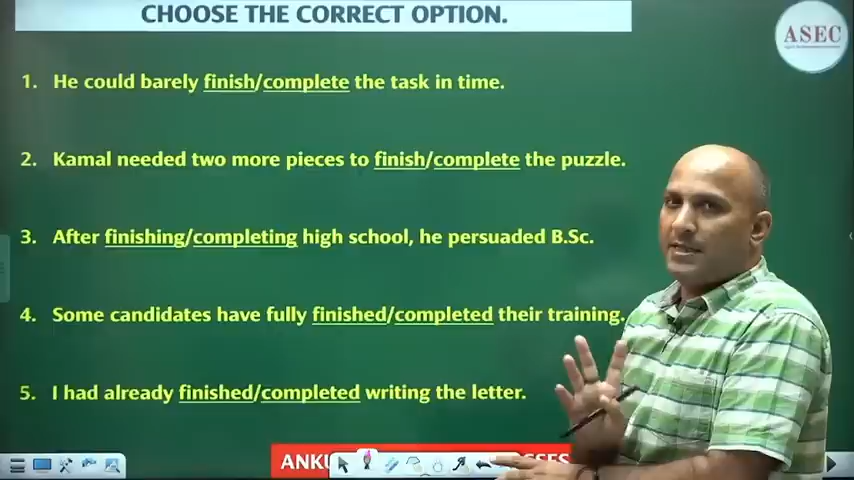 CHOOSE THE CORRECT OPTION.
ASEC
1. He could barely finish/complete the task in time.
2. Kamal needed two more pieces to finish/complete the puzzle.
3. After finishing/completing high school, he persuaded B.Sc.
4. Some candidates have fully finished/completed their training.
5. I had already finished/completed writing the letter.